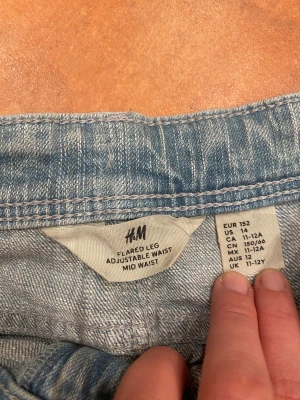 H&M
FLARED LEG
ADJUSTABLE WAIST
MID WAIST
EUR 152
US 14
CA 11-12A
CN 150/66
MX 11-12A
AUS 12
UK 11-12Y